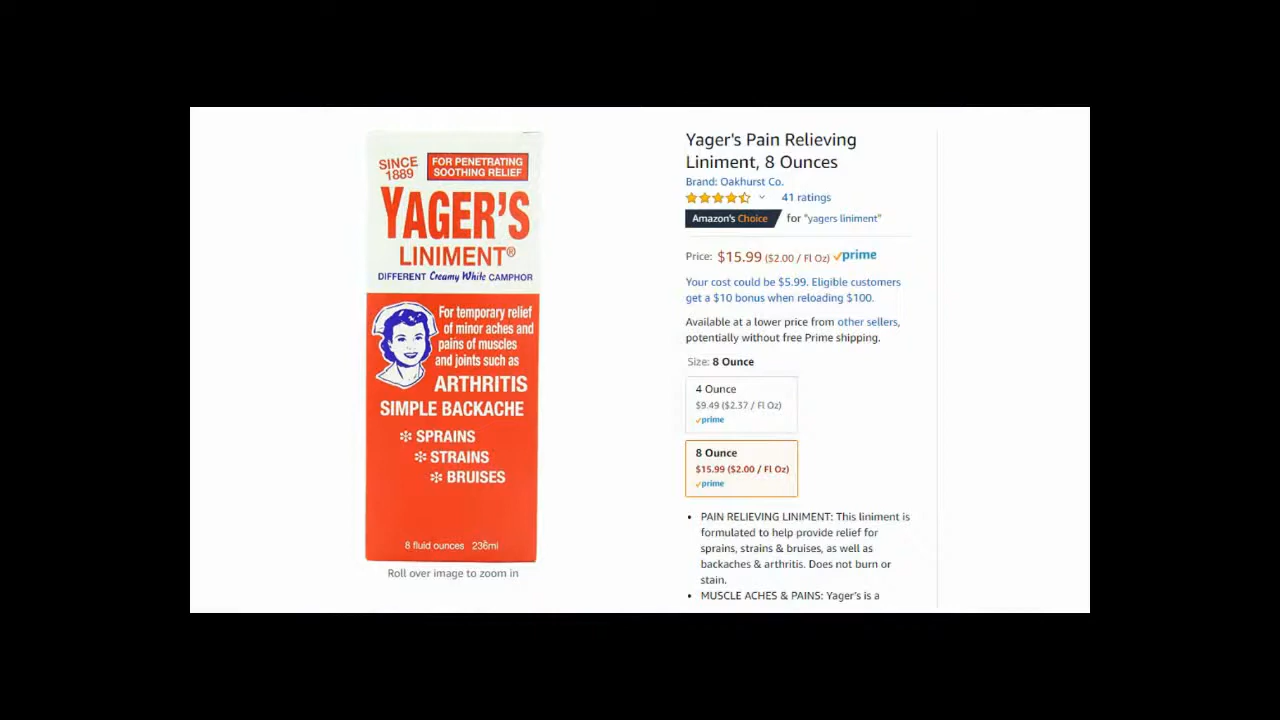 SINCE
1889
FOR PENETRATING
SOOTHING RELIEF
YAGER'S
LINIMENT®
DIFFERENT Creamy White CAMPHOR
For temporary relief
of minor aches and
pains of muscles
and joints such as
ARTHRITIS
SIMPLE BACKACHE
❇ SPRAINS
❇ STRAINS
❇ BRUISES
8 fluid ounces 236ml
Roll over image to zoom in
Yager's Pain Relieving
Liniment, 8 Ounces
Brand: Oakhurst Co.
41 ratings
Amazon's Choice for "yagers liniment"
Price: $15.99 ($2.00 / Fl Oz) prime
Your cost could be $5.99. Eligible customers
get a $10 bonus when reloading $100.
Available at a lower price from other sellers,
potentially without free Prime shipping.
Size: 8 Ounce
4 Ounce
$9.49 ($2.37 / Fl Oz)
prime
8 Ounce
$15.99 ($2.00 / Fl Oz)
prime
• PAIN RELIEVING LINIMENT: This liniment is
formulated to help provide relief for
sprains, strains & bruises, as well as
backaches & arthritis. Does not burn or
stain.
• MUSCLE ACHES & PAINS: Yager's is a